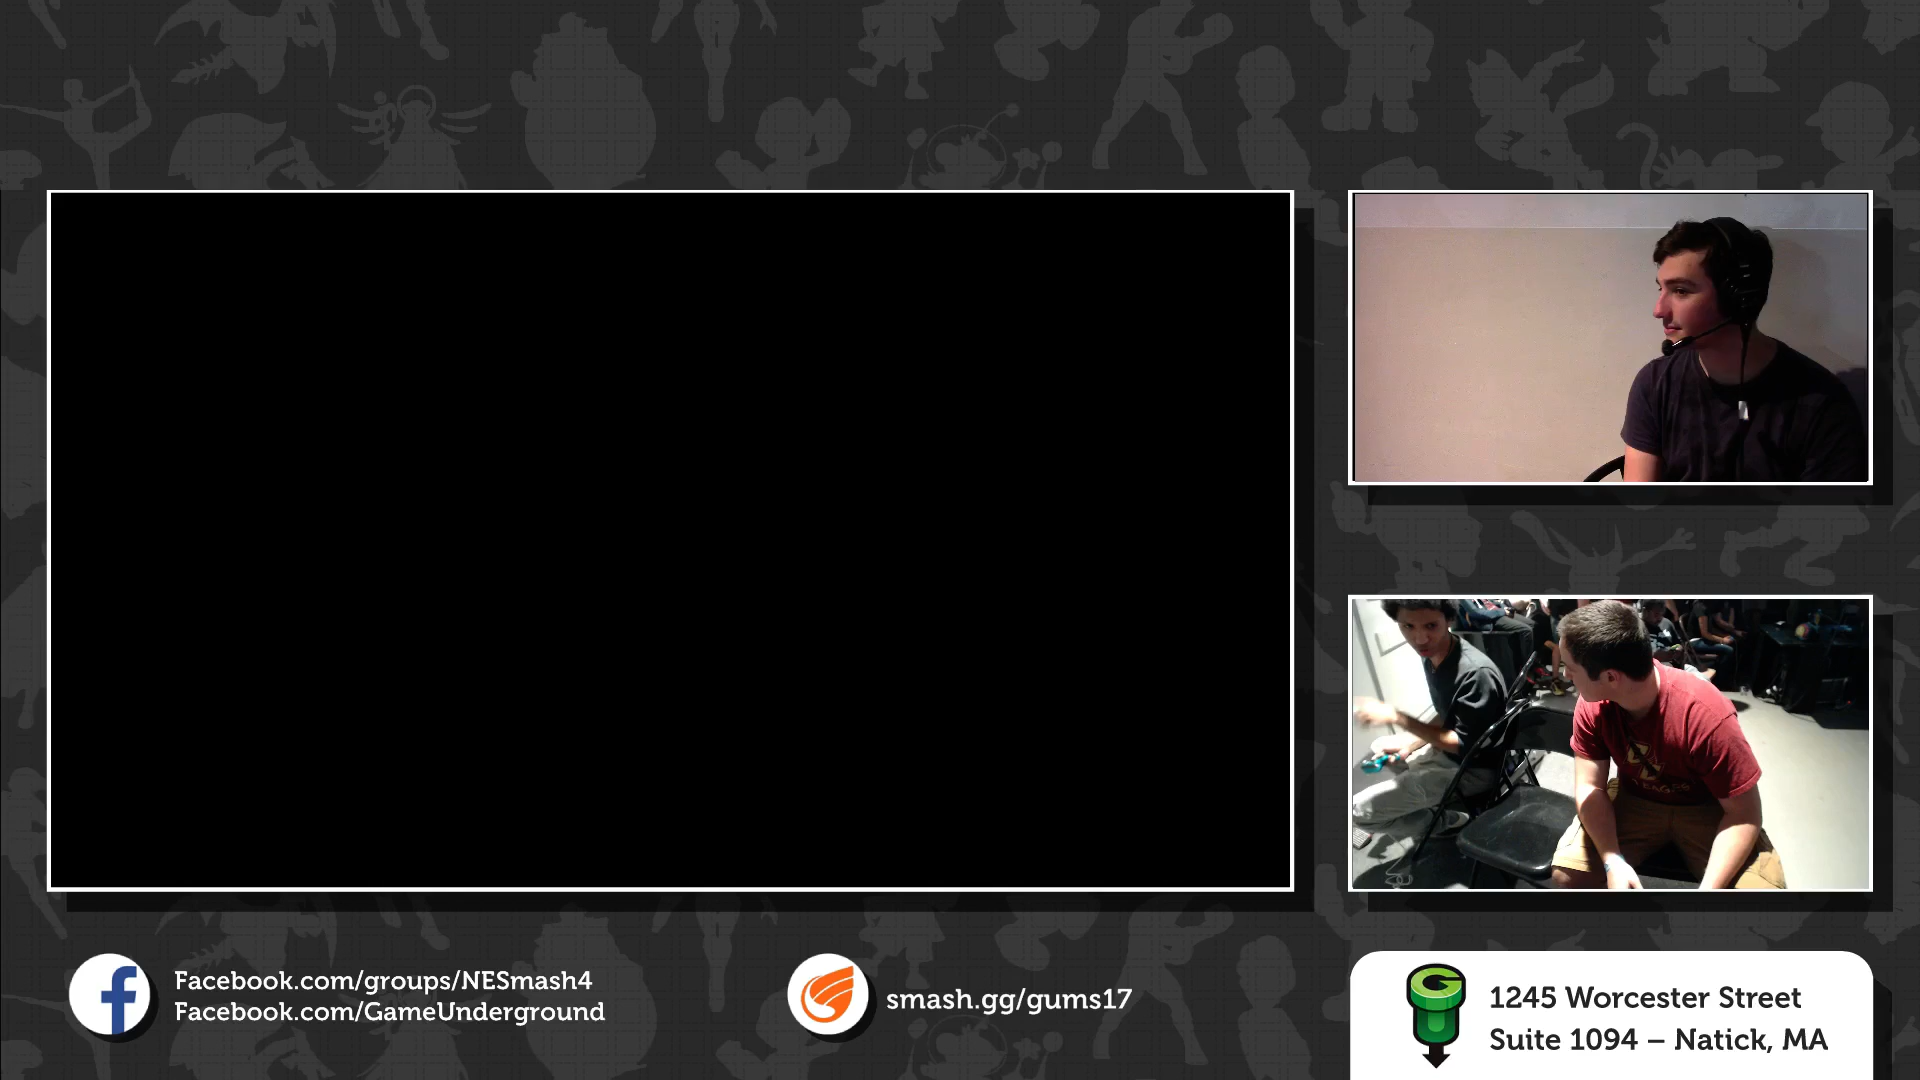 Facebook.com/groups/NESmash4
Facebook.com/GameUnderground
smash.gg/gums17
1245 Worcester Street
Suite 1094 – Natick, MA